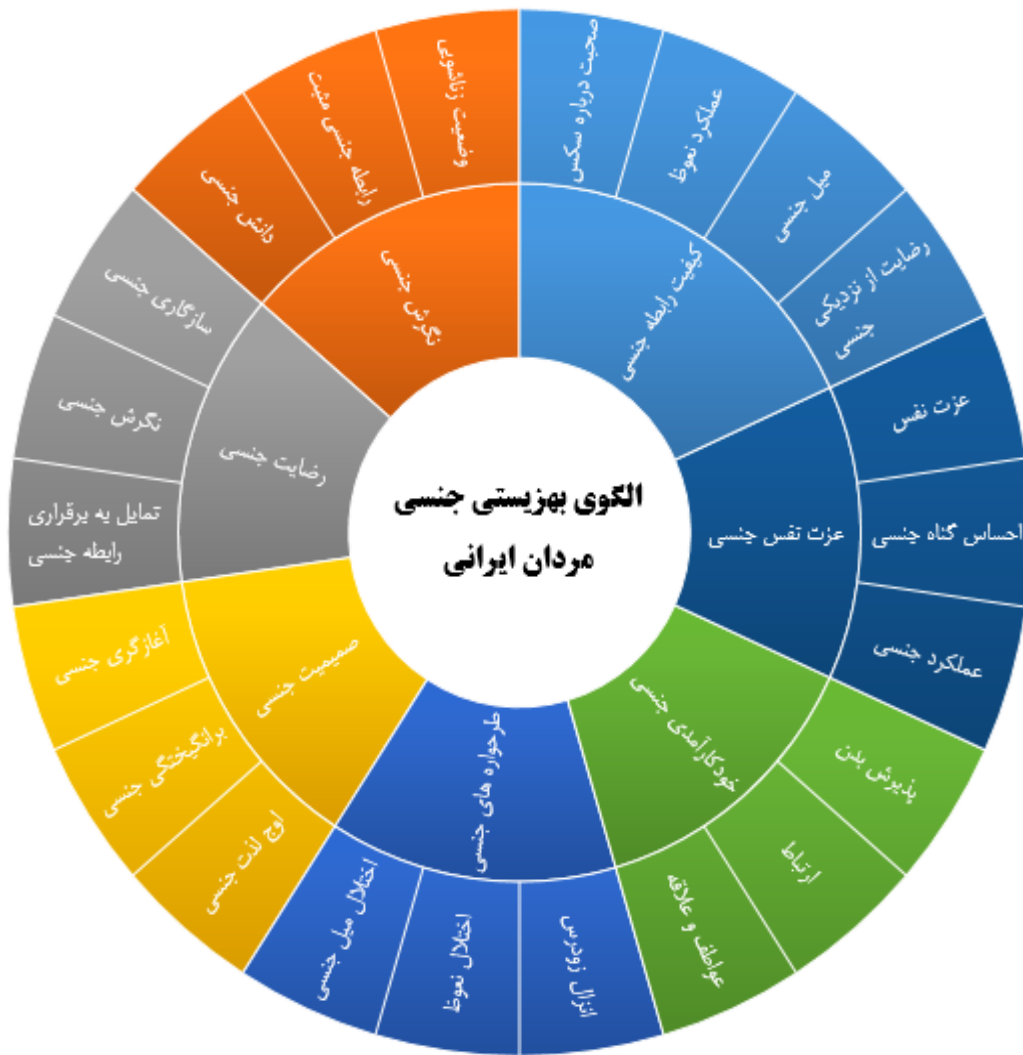 الگوی بهزیستی جنسی
مردان ایرانی
کیفیت رابطه جنسی
صحبت درباره سکس
عملکرد نعوظ
میل جنسی
رضایت از نزدیکی
جنسی
عزت تفس جنسی
عزت نفس
احساس گناه جنسی
عملکرد جنسی
خودکارآمدی جنسی
پذیرش بدن
ارتباط
عواطف و علاقه
طرحواره های جنسی
انزال زودرس
اختلال نعوظ
اختلال میل جنسی
صمیمیت جنسی
اوج لذت جنسی
برانگیختگی جنسی
آغازگری جنسی
رضایت جنسی
تمایل به برقراری
رابطه جنسی
نگرش جنسی
سازگاری جنسی
نگرش جنسی
دانش جنسی
رابطه جنسی مثبت
وضعیت زناشویی